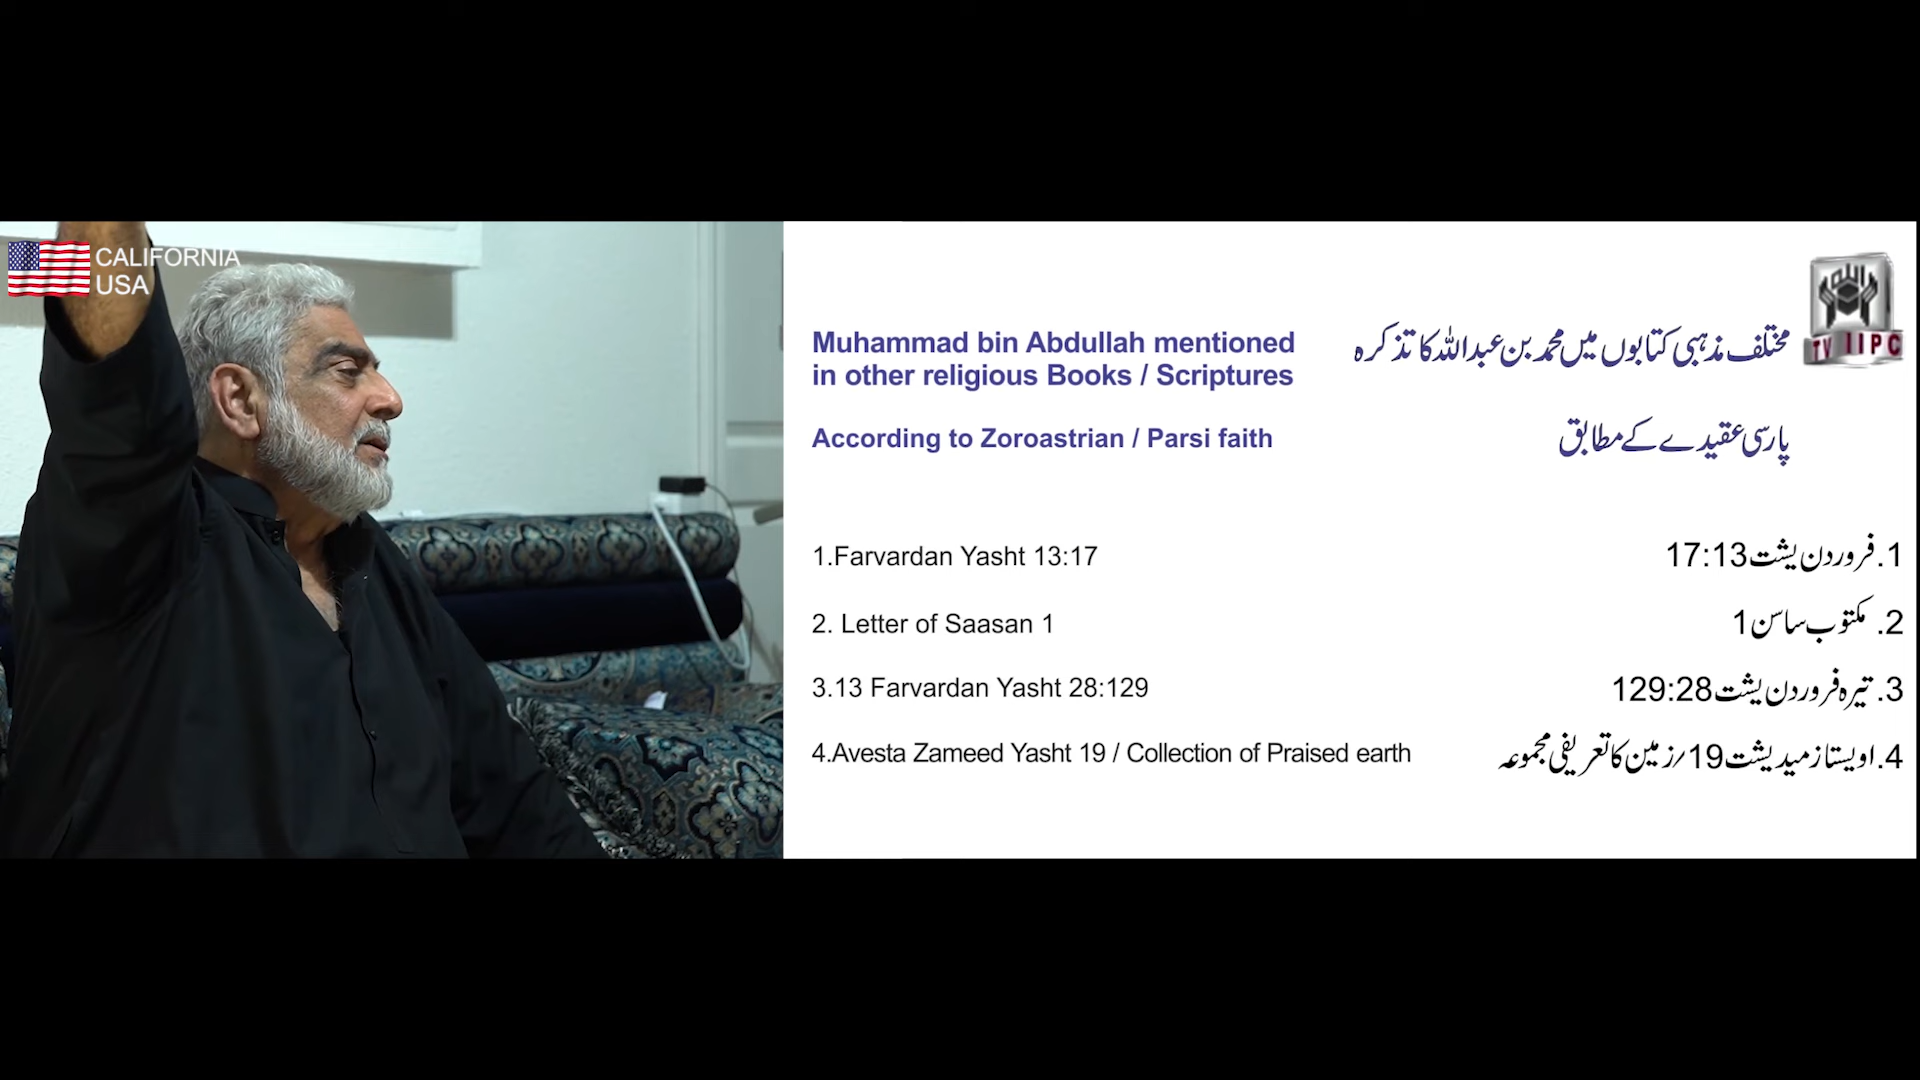 CALIFORNIA
USA
Muhammad bin Abdullah mentioned
in other religious Books / Scriptures
مختلف مذہبی کتابوں میں محمد بن عبداللہ کا تذکرہ
TV IIPC
According to Zoroastrian / Parsi faith
پارسی عقیدے کے مطابق
1.Farvardan Yasht 13:17
1. فروردن یشت 17:13
2. Letter of Saasan 1
2. مکتوب ساسن 1
3.13 Farvardan Yasht 28:129
3. تیرہ فروردن یشت 129:28
4.Avesta Zameed Yasht 19 / Collection of Praised earth
4. اویستا زمید یشت 19 / زمین کا تعریفی مجموعہ